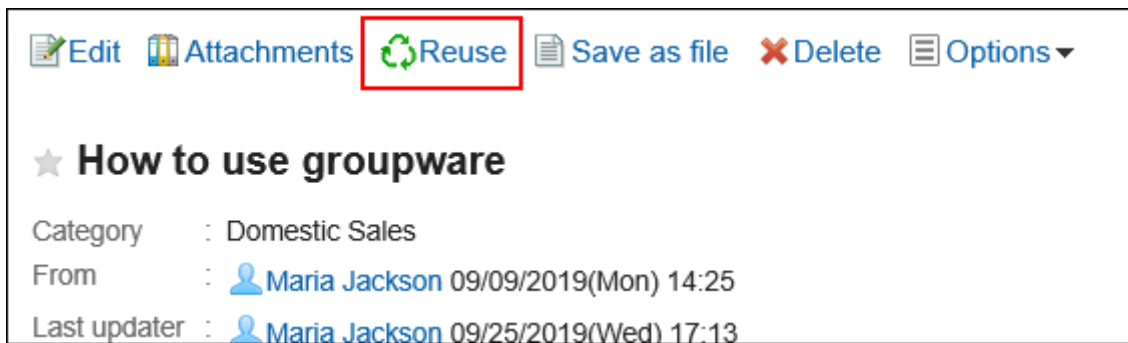 Edit Attachments Reuse Save as file Delete Options
How to use groupware
Category : Domestic Sales
From : Maria Jackson 09/09/2019(Mon) 14:25
Last updater : Maria Jackson 09/25/2019(Wed) 17:13